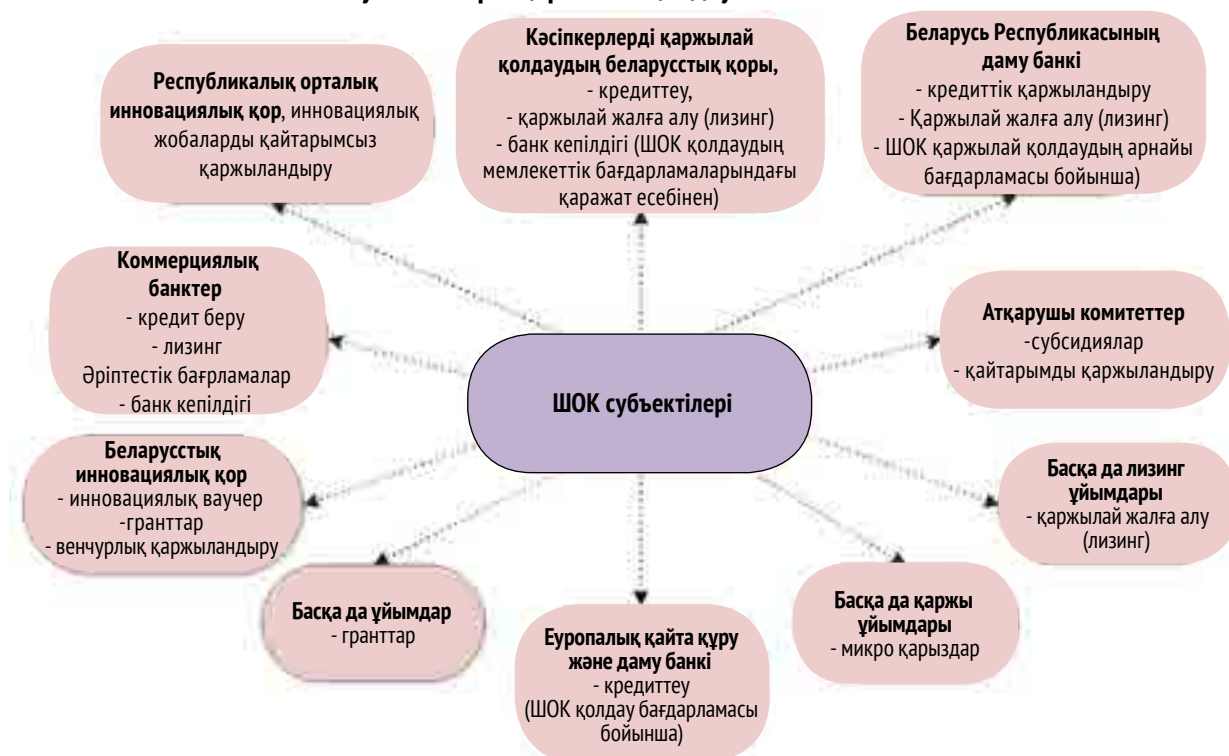 Республикалық орталық
инновациялық қор, инновациялық
жобаларды қайтарымсыз
қаржыландыру
Кәсіпкерлерді қаржылай
қолдаудың беларусстық қоры,
- кредиттеу,
- қаржылай жалға алу (лизинг)
- банк кепілдігі (ШОК қолдаудың
мемлекеттік бағдарламаларындағы
қаражат есебінен)
Беларусь Республикасының
даму банкі
- кредиттік қаржыландыру
- Қаржылай жалға алу (лизинг)
- ШОК қаржылай қолдаудың арнайы
бағдарламасы бойынша)
Коммерциялық
банктер
- кредит беру
- лизинг
Әріптестік бағрламалар
- банк кепілдігі
ШОК субъектілері
Атқарушы комитеттер
-субсидиялар
- қайтарымды қаржыландыру
Беларусстық
инновациялық қор
- инновациялық ваучер
-гранттар
- венчурлық қаржыландыру
Басқа да лизинг
ұйымдары
- қаржылай жалға алу
(лизинг)
Басқа да ұйымдар
- гранттар
Еуропалық қайта құру
және даму банкі
- кредиттеу
(ШОК қолдау бағдарламасы
бойынша)
Басқа да қаржы
ұйымдары
- микро қарыздар